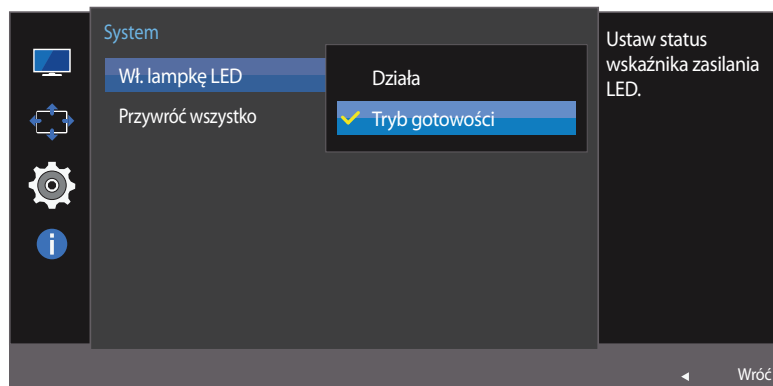 System
Wł. lampkę LED
Przywróć wszystko
Działa
Tryb gotowości
Ustaw status
wskaźnika zasilania
LED.
Wróć